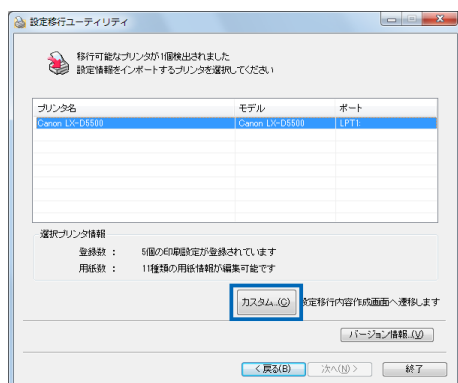 設定移行ユーティリティ
移行可能なプリンタが1個検出されました
設定情報をインポートするプリンタを選択してください
プリンタ名 モデル ポート
Canon LX-D5500 Canon LX-D5500 LPT1:
選択プリンタ情報
登録数 : 5個の印刷設定が登録されています
用紙数 : 11種類の用紙情報が編集可能です
カスタム..(C) 設定移行内容作成画面へ遷移します
バージョン情報..(V)
< 戻る(B) 次へ(N) > 終了